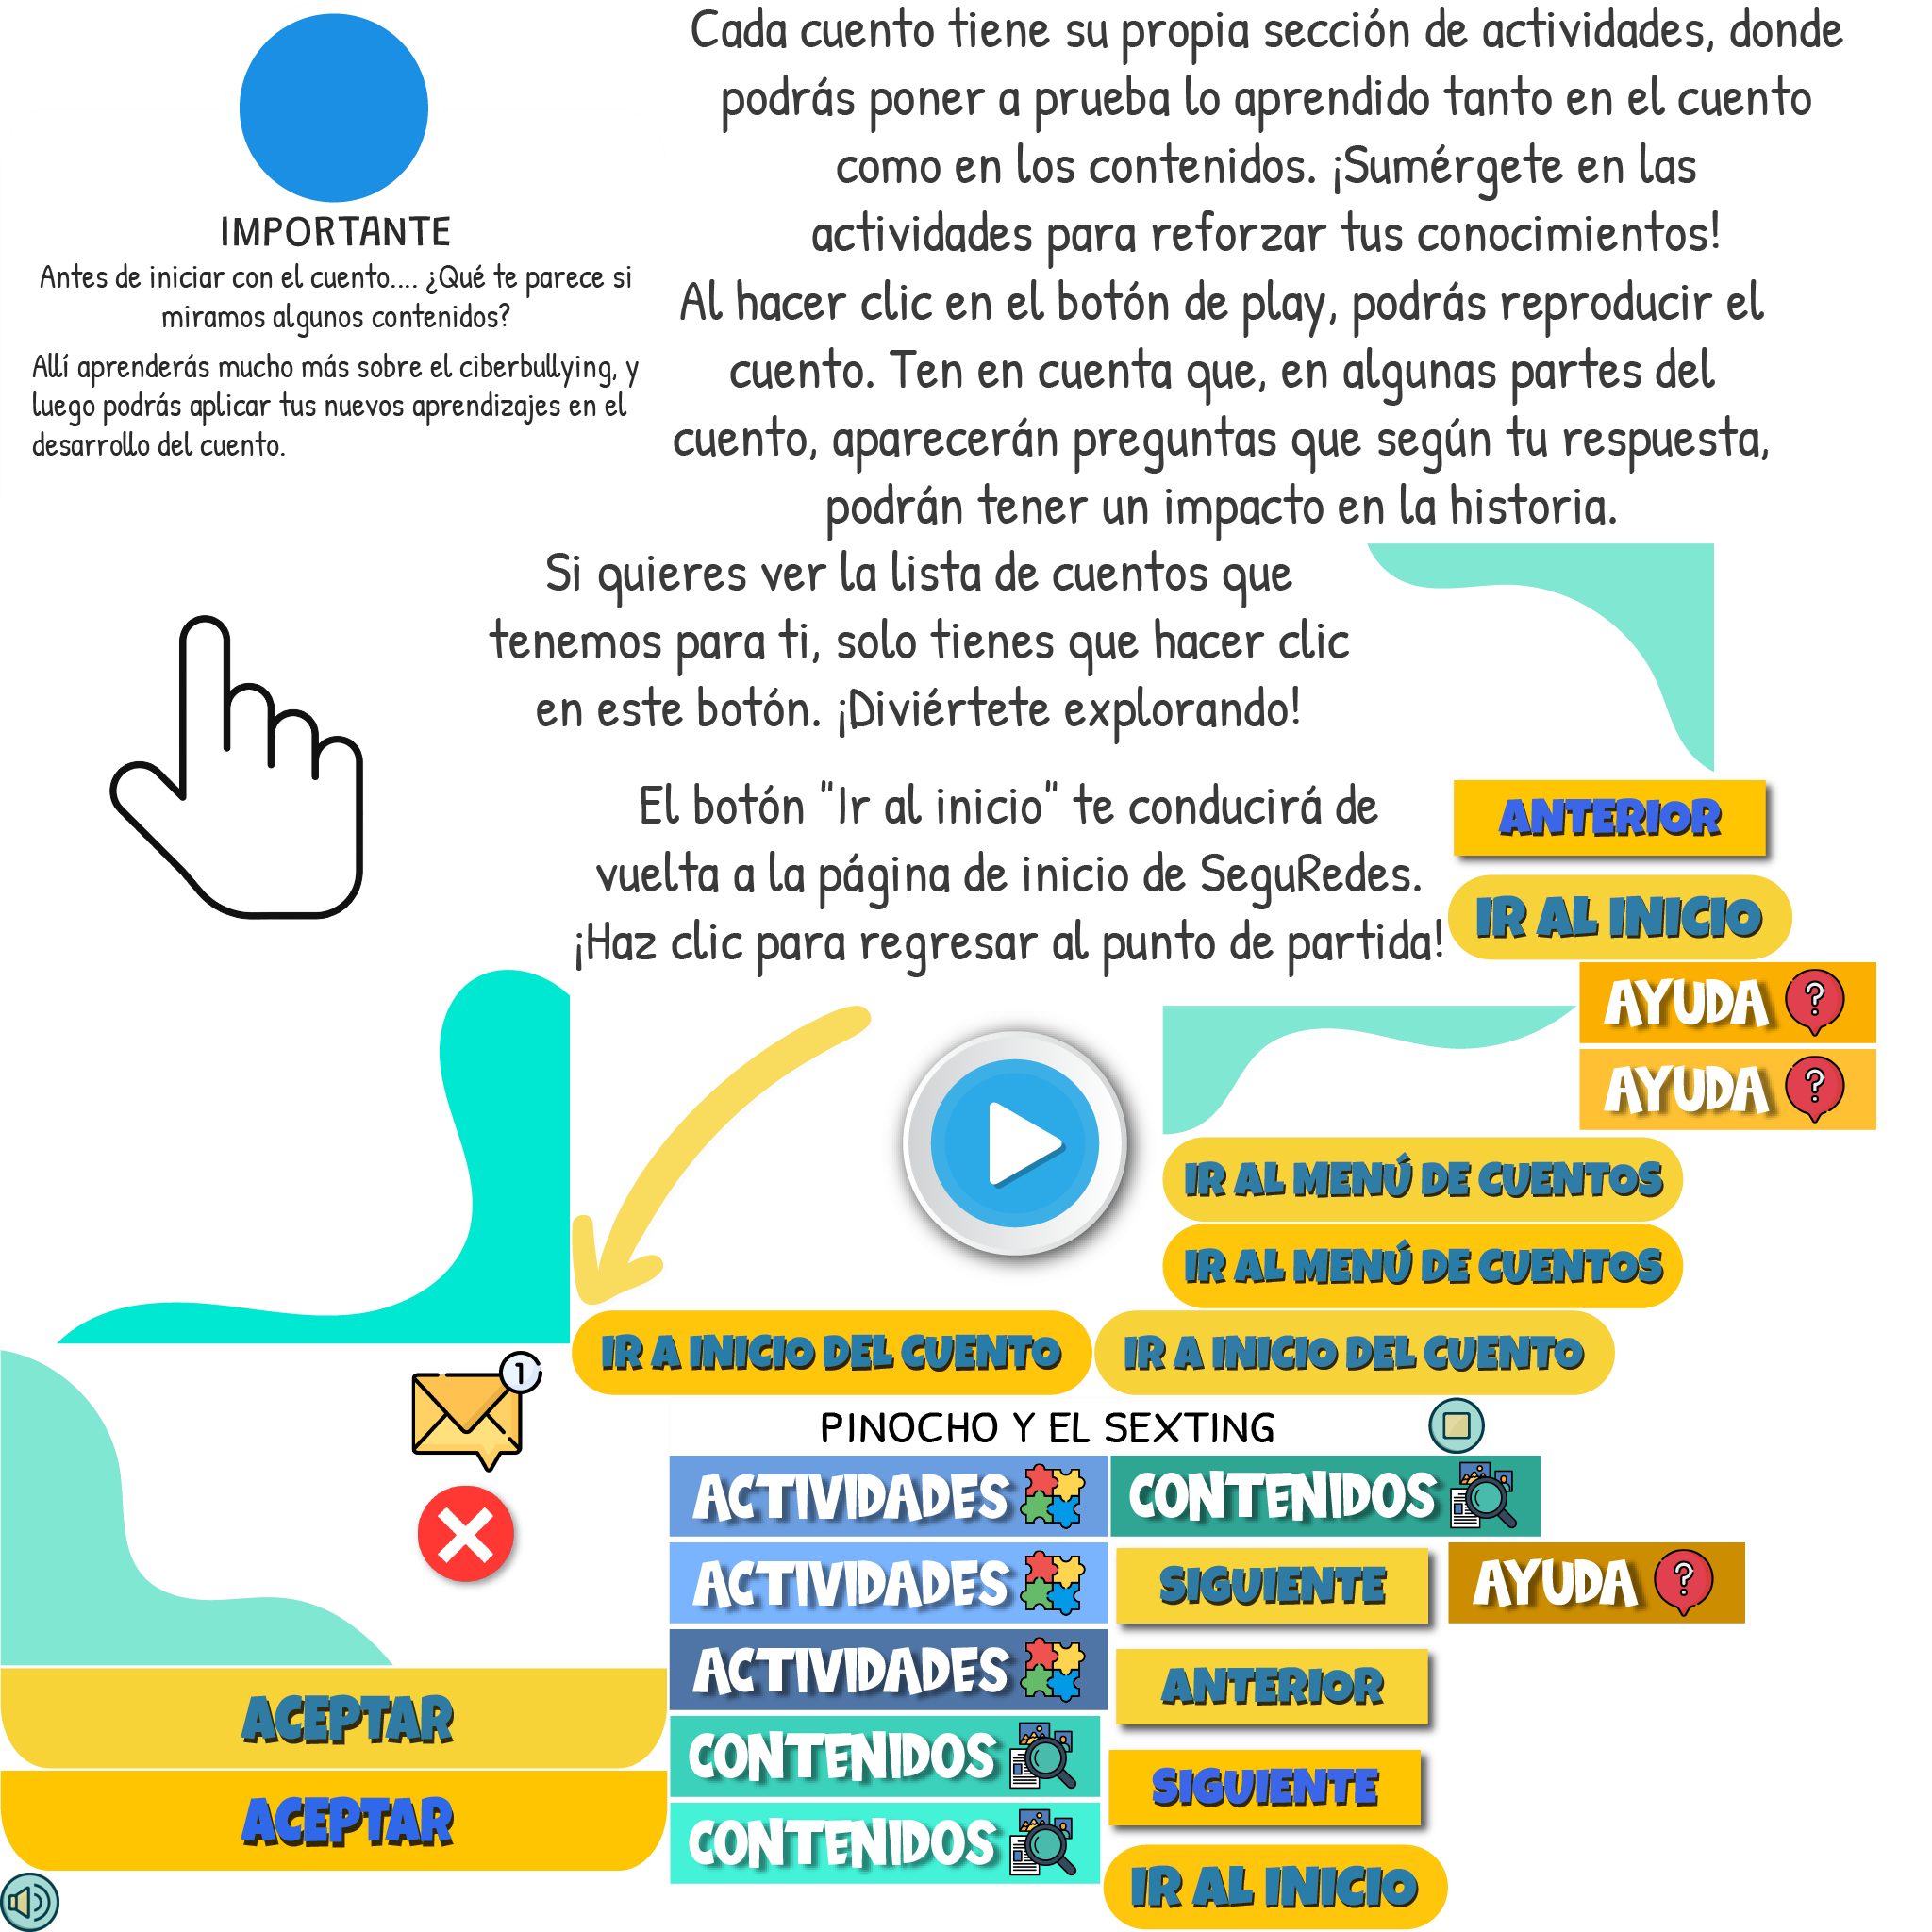 Cada cuento tiene su propia sección de actividades, donde
podrás poner a prueba lo aprendido tanto en el cuento
como en los contenidos. ¡Sumérgete en las
actividades para reforzar tus conocimientos!
IMPORTANTE
Antes de iniciar con el cuento.... ¿Qué te parece si
miramos algunos contenidos?
Allí aprenderás mucho más sobre el ciberbullying, y
luego podrás aplicar tus nuevos aprendizajes en el
desarrollo del cuento.
Al hacer clic en el botón de play, podrás reproducir el
cuento. Ten en cuenta que, en algunas partes del
cuento, aparecerán preguntas que según tu respuesta,
podrán tener un impacto en la historia.
Si quieres ver la lista de cuentos que
tenemos para ti, solo tienes que hacer clic
en este botón. ¡Diviértete explorando!
El botón "Ir al inicio" te conducirá de
vuelta a la página de inicio de SeguRedes.
¡Haz clic para regresar al punto de partida!
ANTERIOR
IR AL INICIO
AYUDA ?
AYUDA ?
IR AL MENÚ DE CUENTOS
IR AL MENÚ DE CUENTOS
IR A INICIO DEL CUENTO
IR A INICIO DEL CUENTO
1
PINOCHO Y EL SEXTING
ACTIVIDADES
CONTENIDOS
ACTIVIDADES
SIGUIENTE
AYUDA ?
ACTIVIDADES
ANTERIOR
ACEPTAR
CONTENIDOS
SIGUIENTE
ACEPTAR
CONTENIDOS
IR AL INICIO